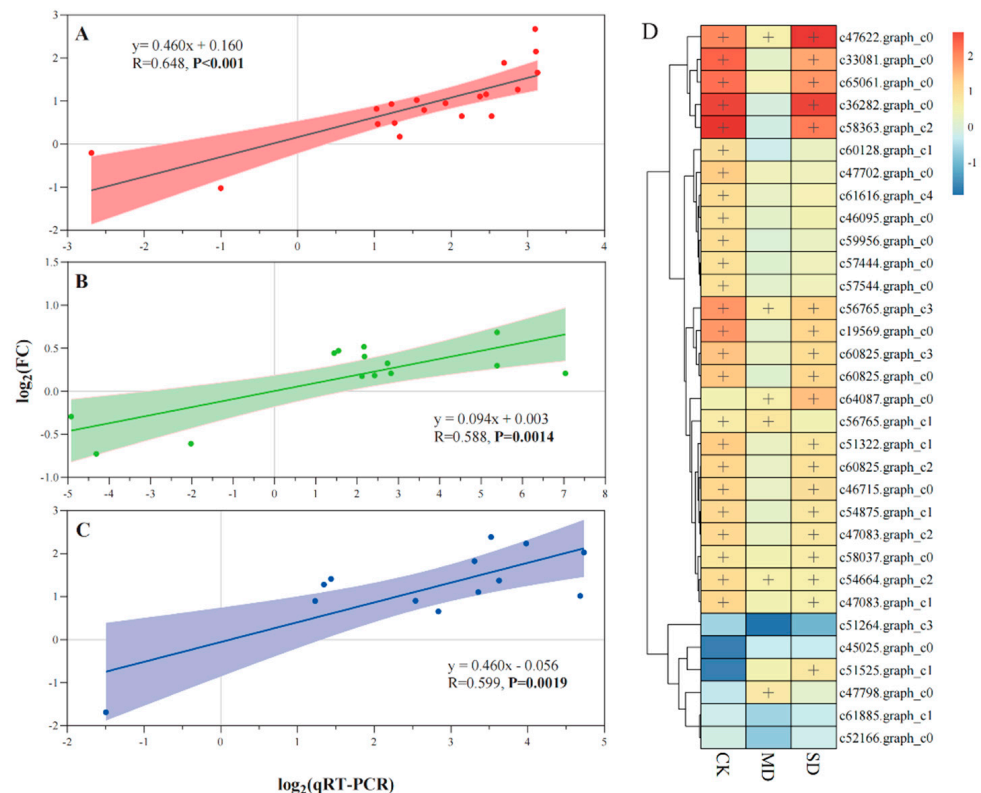 A
y= 0.460x + 0.160
R=0.648, P<0.001
3
2
1
0
-1
-2
-3 -2 -1 0 1 2 3 4
B
y = 0.094x + 0.003
R=0.588, P=0.0014
1.5
1.0
0.5
0.0
-0.5
-1.0
-5 -4 -3 -2 -1 0 1 2 3 4 5 6 7 8
log2(FC)
C
y = 0.460x - 0.056
R=0.599, P=0.0019
3
2
1
0
-1
-2
-2 -1 0 1 2 3 4 5
log2(qRT-PCR)
D
c47622.graph_c0
c33081.graph_c0
c65061.graph_c0
c36282.graph_c0
c58363.graph_c2
c60128.graph_c1
c47702.graph_c0
c61616.graph_c4
c46095.graph_c0
c59956.graph_c0
c57444.graph_c0
c57544.graph_c0
c56765.graph_c3
c19569.graph_c0
c60825.graph_c3
c60825.graph_c0
c64087.graph_c0
c56765.graph_c1
c51322.graph_c1
c60825.graph_c2
c46715.graph_c0
c54875.graph_c1
c47083.graph_c2
c58037.graph_c0
c54664.graph_c2
c47083.graph_c1
c51264.graph_c3
c45025.graph_c0
c51525.graph_c1
c47798.graph_c0
c61885.graph_c1
c52166.graph_c0
CK MD SD
2
1
0
-1